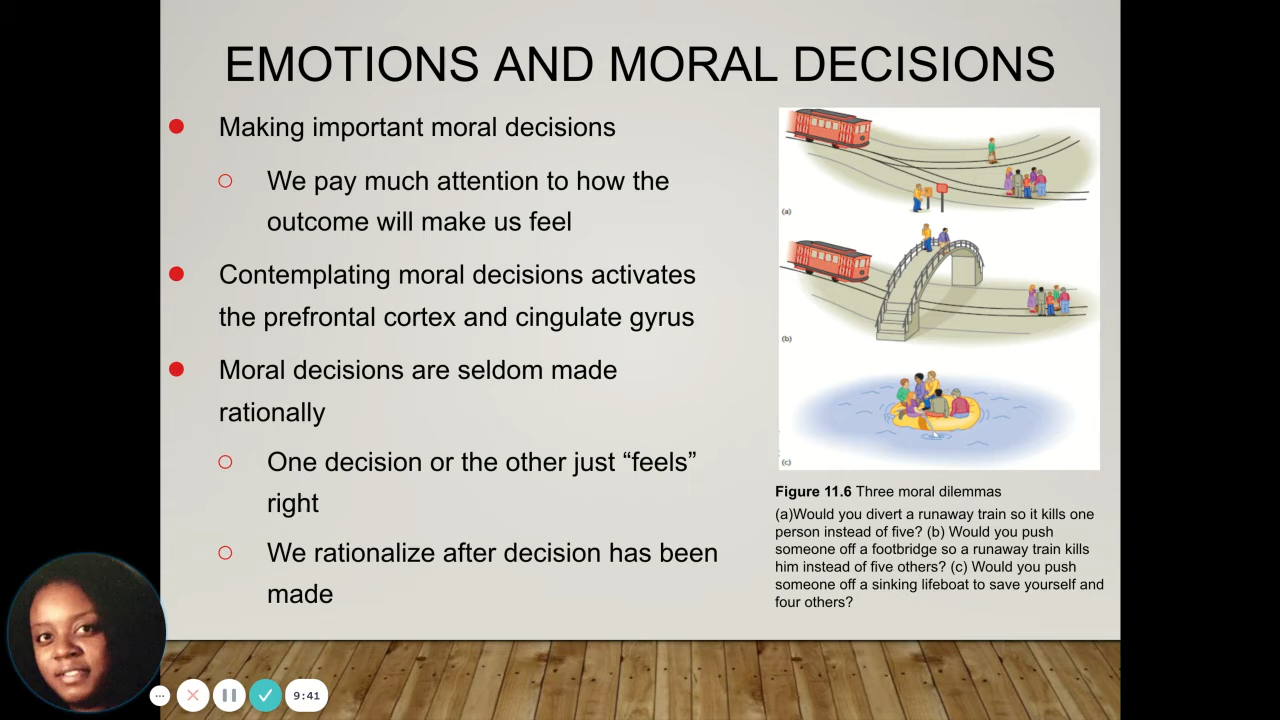 EMOTIONS AND MORAL DECISIONS
Making important moral decisions
We pay much attention to how the
outcome will make us feel
Contemplating moral decisions activates
the prefrontal cortex and cingulate gyrus
Moral decisions are seldom made
rationally
One decision or the other just “feels”
right
We rationalize after decision has been
made
(a)
(b)
(c)
Figure 11.6 Three moral dilemmas
(a)Would you divert a runaway train so it kills one
person instead of five? (b) Would you push
someone off a footbridge so a runaway train kills
him instead of five others? (c) Would you push
someone off a sinking lifeboat to save yourself and
four others?
9:41